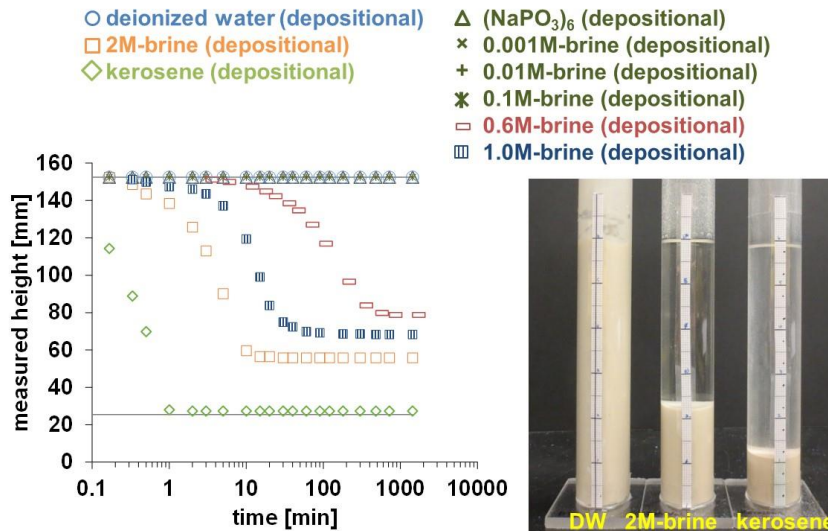 deionized water (depositional)
2M-brine (depositional)
kerosene (depositional)
(NaPO₃)₆ (depositional)
0.001M-brine (depositional)
0.01M-brine (depositional)
0.1M-brine (depositional)
0.6M-brine (depositional)
1.0M-brine (depositional)
measured height [mm]
160
140
120
100
80
60
40
20
0
0.1 1 10 100 1000 10000
time [min]
DW 2M-brine kerosene